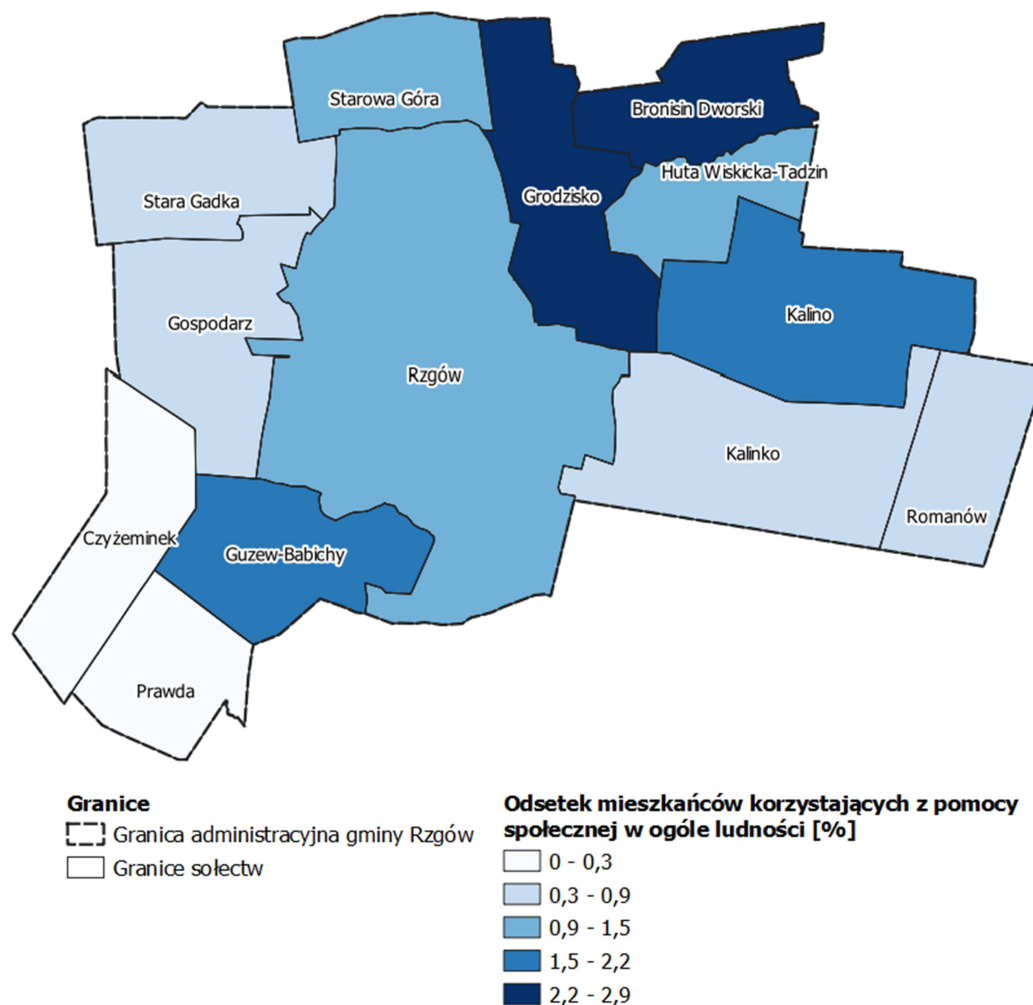 Starowa Góra
Bronisin Dworski
Huta Wiskicka-Tadzin
Stara Gadka
Grodzisko
Gospodarz
Kalino
Rzgów
Kalinko
Romanów
Czyżeminek
Guzew-Babichy
Prawda
Granice
Granica administracyjna gminy Rzgów
Granice sołectw
Odsetek mieszkańców korzystających z pomocy
społecznej w ogóle ludności [%]
0 - 0,3
0,3 - 0,9
0,9 - 1,5
1,5 - 2,2
2,2 - 2,9